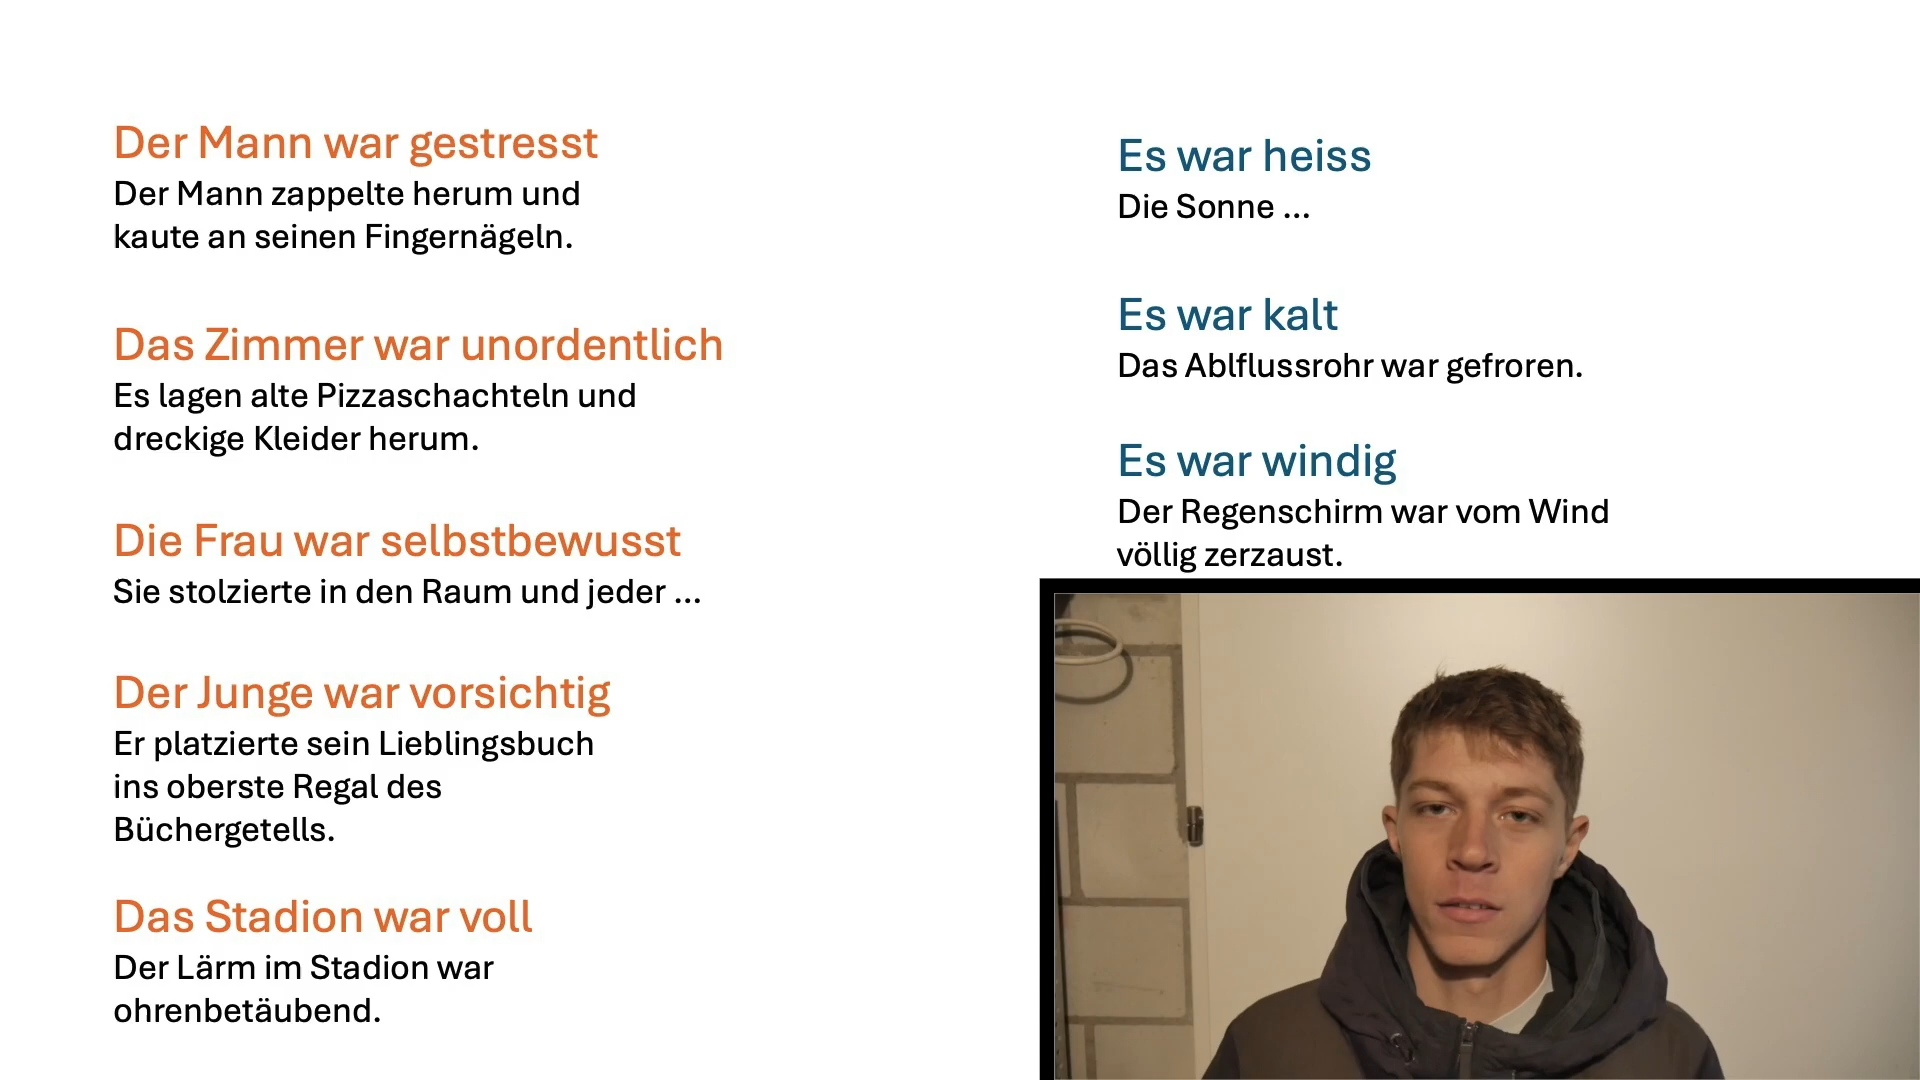 Der Mann war gestresst
Der Mann zappelte herum und
kaute an seinen Fingernägeln.
Das Zimmer war unordentlich
Es lagen alte Pizzaschachteln und
dreckige Kleider herum.
Die Frau war selbstbewusst
Sie stolzierte in den Raum und jeder ...
Der Junge war vorsichtig
Er platzierte sein Lieblingsbuch
ins oberste Regal des
Büchergetells.
Das Stadion war voll
Der Lärm im Stadion war
ohrenbetäubend.
Es war heiss
Die Sonne ...
Es war kalt
Das Ablflussrohr war gefroren.
Es war windig
Der Regenschirm war vom Wind
völlig zerzaust.